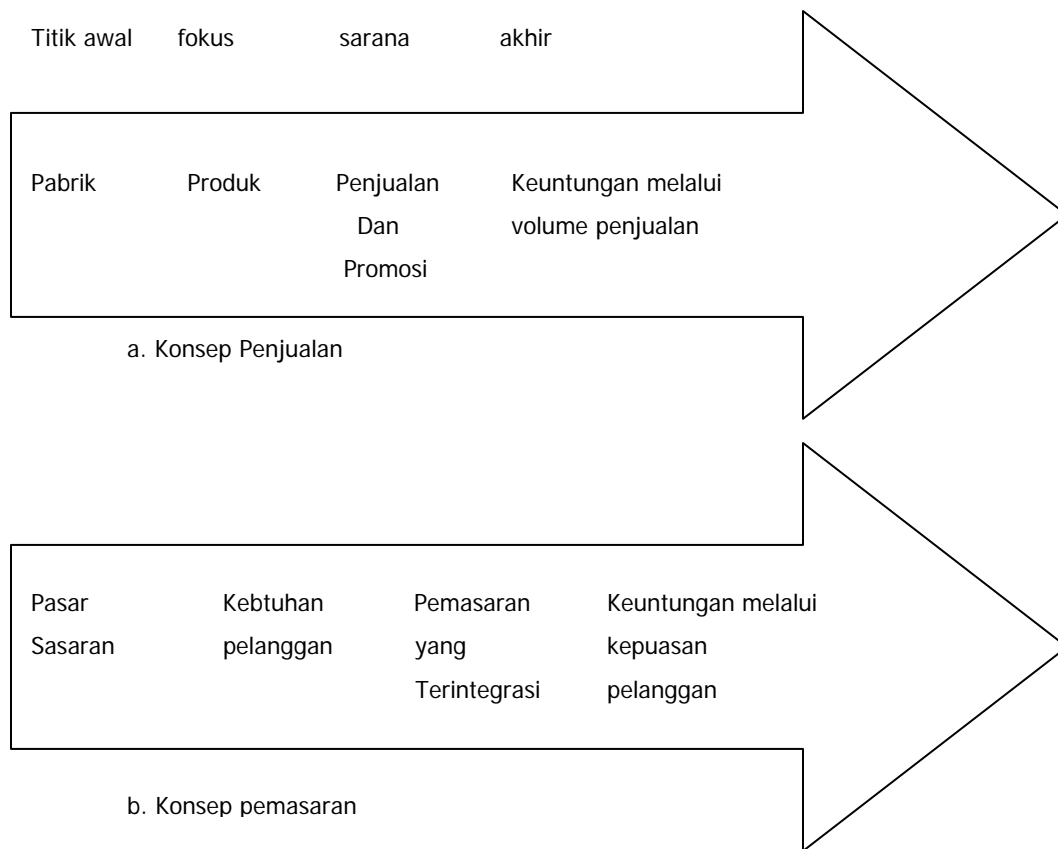 Titik awal fokus sarana akhir
Pabrik Produk Penjualan Keuntungan melalui
Dan volume penjualan
Promosi
a. Konsep Penjualan
Pasar Kebtuhan Pemasaran Keuntungan melalui
Sasaran pelanggan yang kepuasan
Terintegrasi pelanggan
b. Konsep pemasaran